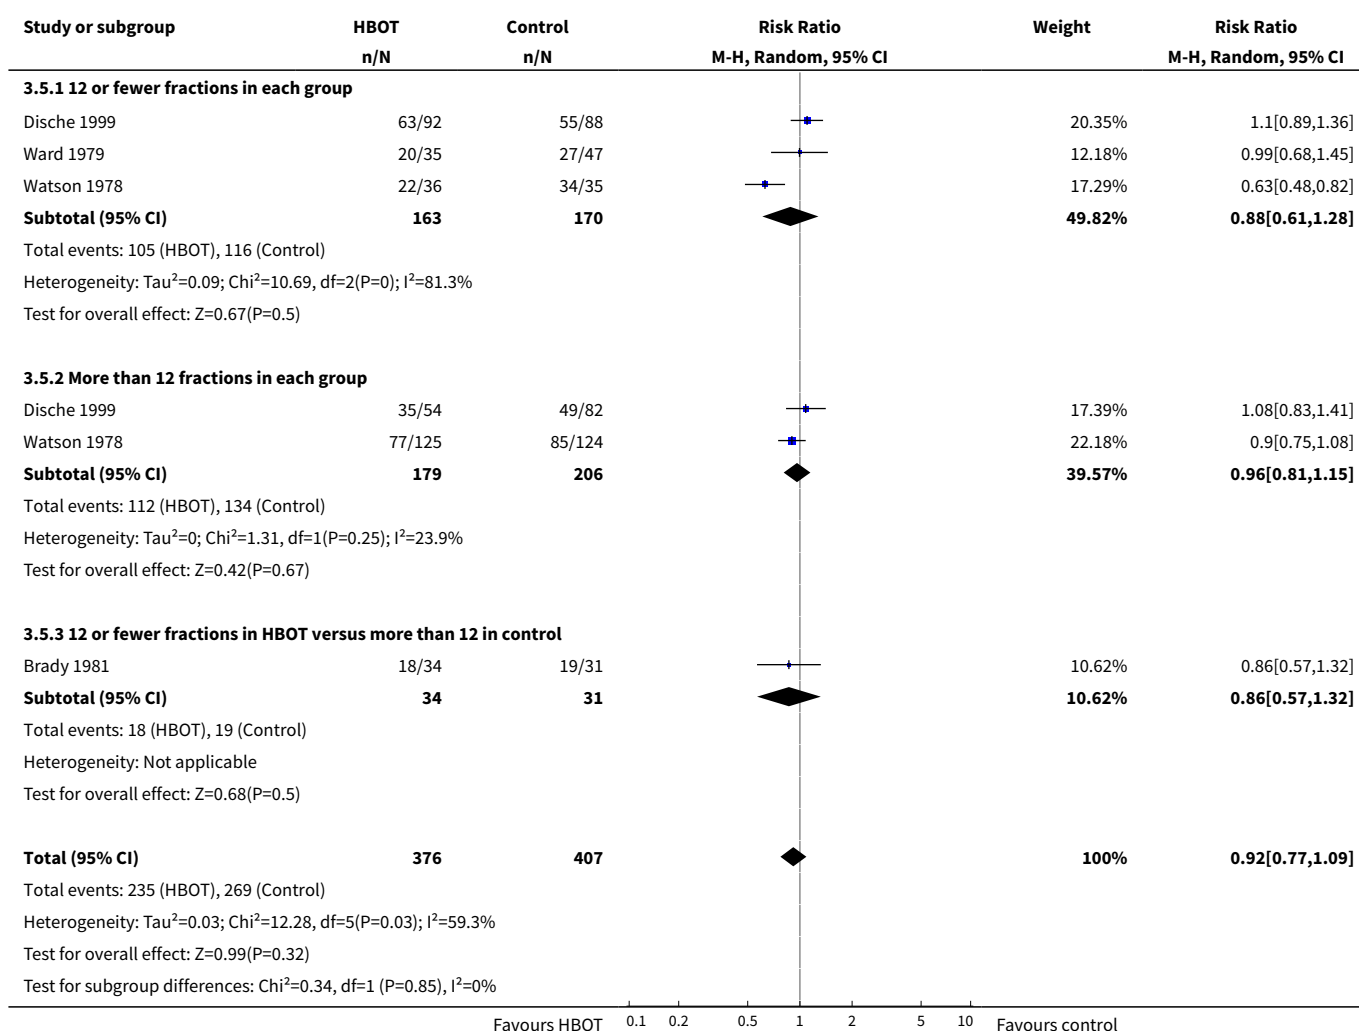 Study or subgroup HBOT Control Risk Ratio Weight Risk Ratio
n/N n/N M-H, Random, 95% CI M-H, Random, 95% CI
3.5.1 12 or fewer fractions in each group
Dische 1999 63/92 55/88 20.35% 1.1[0.89,1.36]
Ward 1979 20/35 27/47 12.18% 0.99[0.68,1.45]
Watson 1978 22/36 34/35 17.29% 0.63[0.48,0.82]
Subtotal (95% CI) 163 170 49.82% 0.88[0.61,1.28]
Total events: 105 (HBOT), 116 (Control)
Heterogeneity: Tau²=0.09; Chi²=10.69, df=2(P=0); I²=81.3%
Test for overall effect: Z=0.67(P=0.5)
3.5.2 More than 12 fractions in each group
Dische 1999 35/54 49/82 17.39% 1.08[0.83,1.41]
Watson 1978 77/125 85/124 22.18% 0.9[0.75,1.08]
Subtotal (95% CI) 179 206 39.57% 0.96[0.81,1.15]
Total events: 112 (HBOT), 134 (Control)
Heterogeneity: Tau²=0; Chi²=1.31, df=1(P=0.25); I²=23.9%
Test for overall effect: Z=0.42(P=0.67)
3.5.3 12 or fewer fractions in HBOT versus more than 12 in control
Brady 1981 18/34 19/31 10.62% 0.86[0.57,1.32]
Subtotal (95% CI) 34 31 10.62% 0.86[0.57,1.32]
Total events: 18 (HBOT), 19 (Control)
Heterogeneity: Not applicable
Test for overall effect: Z=0.68(P=0.5)
Total (95% CI) 376 407 100% 0.92[0.77,1.09]
Total events: 235 (HBOT), 269 (Control)
Heterogeneity: Tau²=0.03; Chi²=12.28, df=5(P=0.03); I²=59.3%
Test for overall effect: Z=0.99(P=0.32)
Test for subgroup differences: Chi²=0.34, df=1 (P=0.85), I²=0%
Favours HBOT 0.1 0.2 0.5 1 2 5 10 Favours control